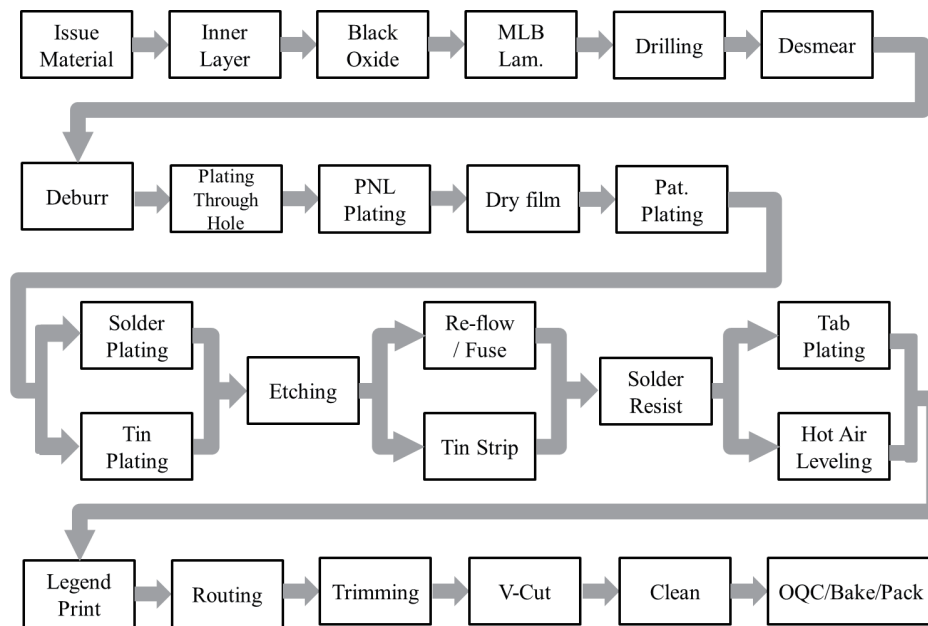 Issue
Material
Inner
Layer
Black
Oxide
MLB
Lam.
Drilling
Desmear
Deburr
Plating
Through
Hole
PNL
Plating
Dry film
Pat.
Plating
Solder
Plating
Tin
Plating
Etching
Re-flow
/ Fuse
Tin Strip
Solder
Resist
Tab
Plating
Hot Air
Leveling
Legend
Print
Routing
Trimming
V-Cut
Clean
OQC/Bake/Pack